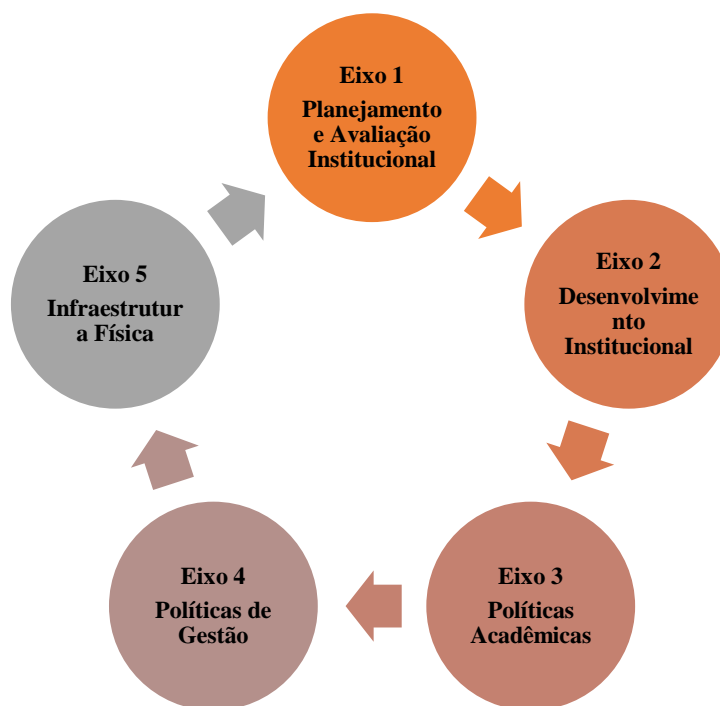 Eixo 1
Planejamento
e Avaliação
Institucional
Eixo 2
Desenvolvime
nto
Institucional
Eixo 3
Políticas
Acadêmicas
Eixo 4
Políticas de
Gestão
Eixo 5
Infraestrutur
a Física